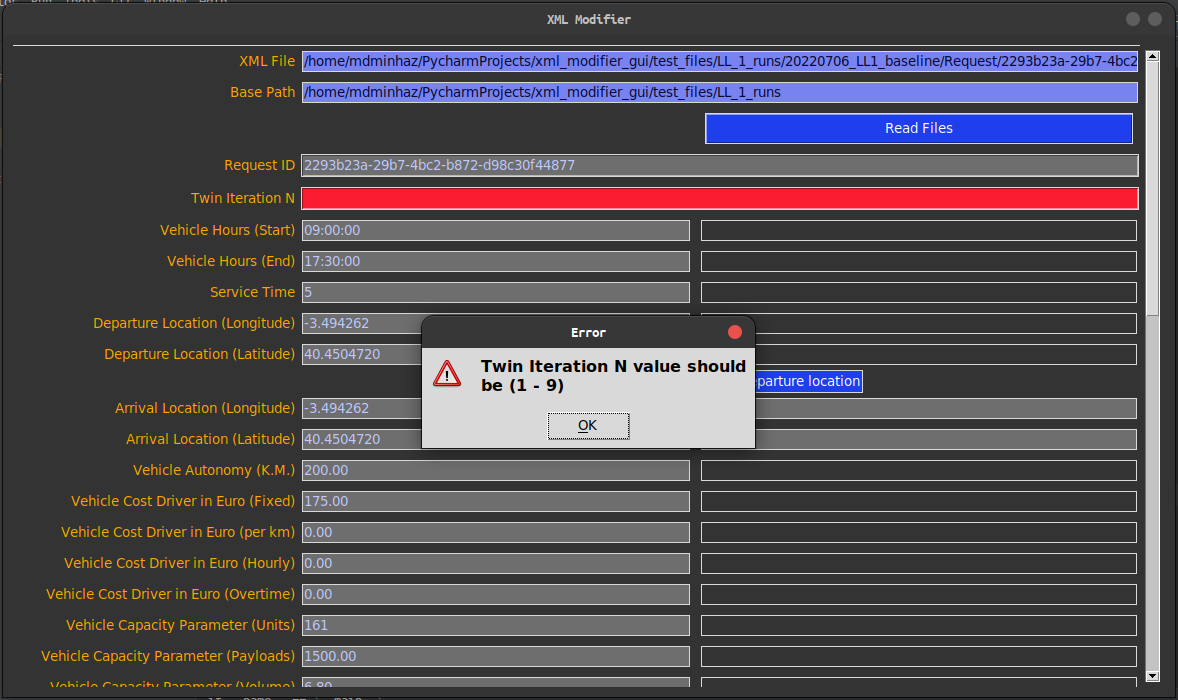 XML Modifier
XML File /home/mdminhaz/PycharmProjects/xml_modifier_gui/test_files/LL_1_runs/20220706_LL1_baseline/Request/2293b23a-29b7-4bc2
Base Path /home/mdminhaz/PycharmProjects/xml_modifier_gui/test_files/LL_1_runs
Read Files
Request ID 2293b23a-29b7-4bc2-b872-d98c30f44877
Twin Iteration N
Vehicle Hours (Start) 09:00:00
Vehicle Hours (End) 17:30:00
Service Time 5
Departure Location (Longitude) -3.494262
Error
Departure Location (Latitude) 40.4504720
Twin Iteration N value should
be (1 - 9)
parture location
Arrival Location (Longitude) -3.494262
OK
Arrival Location (Latitude) 40.4504720
Vehicle Autonomy (K.M.) 200.00
Vehicle Cost Driver in Euro (Fixed) 175.00
Vehicle Cost Driver in Euro (per km) 0.00
Vehicle Cost Driver in Euro (Hourly) 0.00
Vehicle Cost Driver in Euro (Overtime) 0.00
Vehicle Capacity Parameter (Units) 161
Vehicle Capacity Parameter (Payloads) 1500.00
Vehicle Capacity Parameter (Volume) 6.80